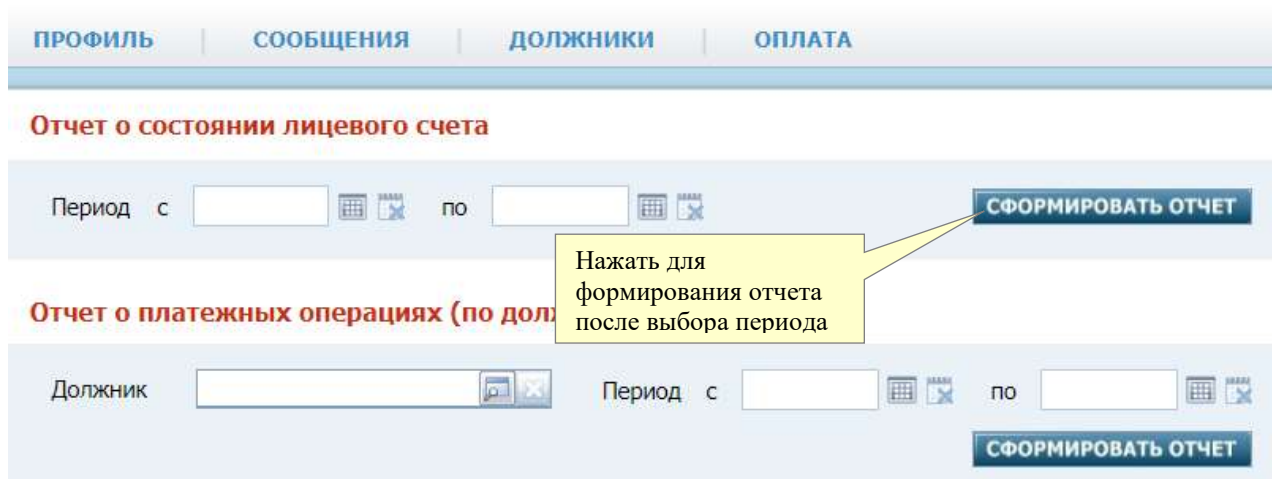 ПРОФИЛЬ СООБЩЕНИЯ ДОЛЖНИКИ ОПЛАТА
Отчет о состоянии лицевого счета
Период с по СФОРМИРОВАТЬ ОТЧЕТ
Нажать для
формирования отчета
после выбора периода
Отчет о платежных операциях (по
Должник Период с по
СФОРМИРОВАТЬ ОТЧЕТ